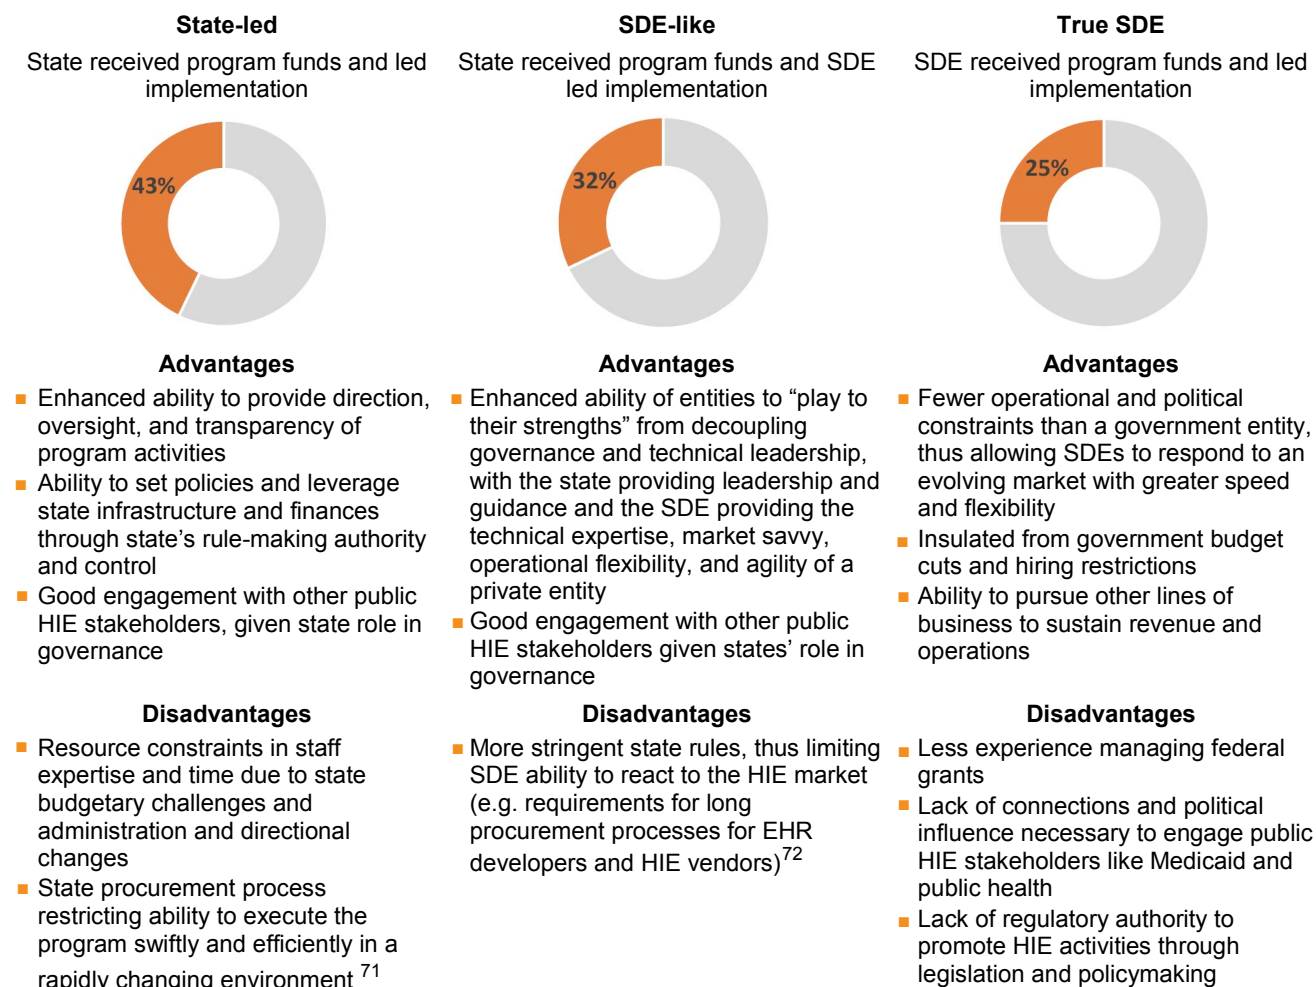 State-led
State received program funds and led
implementation
43%
Advantages
■ Enhanced ability to provide direction,
oversight, and transparency of
program activities
■ Ability to set policies and leverage
state infrastructure and finances
through state’s rule-making authority
and control
■ Good engagement with other public
HIE stakeholders, given state role in
governance
Disadvantages
■ Resource constraints in staff
expertise and time due to state
budgetary challenges and
administration and directional
changes
■ State procurement process
restricting ability to execute the
program swiftly and efficiently in a
rapidly changing environment 71
SDE-like
State received program funds and SDE
led implementation
32%
Advantages
■ Enhanced ability of entities to “play to
their strengths” from decoupling
governance and technical leadership,
with the state providing leadership and
guidance and the SDE providing the
technical expertise, market savvy,
operational flexibility, and agility of a
private entity
■ Good engagement with other public
HIE stakeholders given states’ role in
governance
Disadvantages
■ More stringent state rules, thus limiting
SDE ability to react to the HIE market
(e.g. requirements for long
procurement processes for EHR
developers and HIE vendors)72
True SDE
SDE received program funds and led
implementation
25%
Advantages
■ Fewer operational and political
constraints than a government entity,
thus allowing SDEs to respond to an
evolving market with greater speed
and flexibility
■ Insulated from government budget
cuts and hiring restrictions
■ Ability to pursue other lines of
business to sustain revenue and
operations
Disadvantages
■ Less experience managing federal
grants
■ Lack of connections and political
influence necessary to engage public
HIE stakeholders like Medicaid and
public health
■ Lack of regulatory authority to
promote HIE activities through
legislation and policymaking